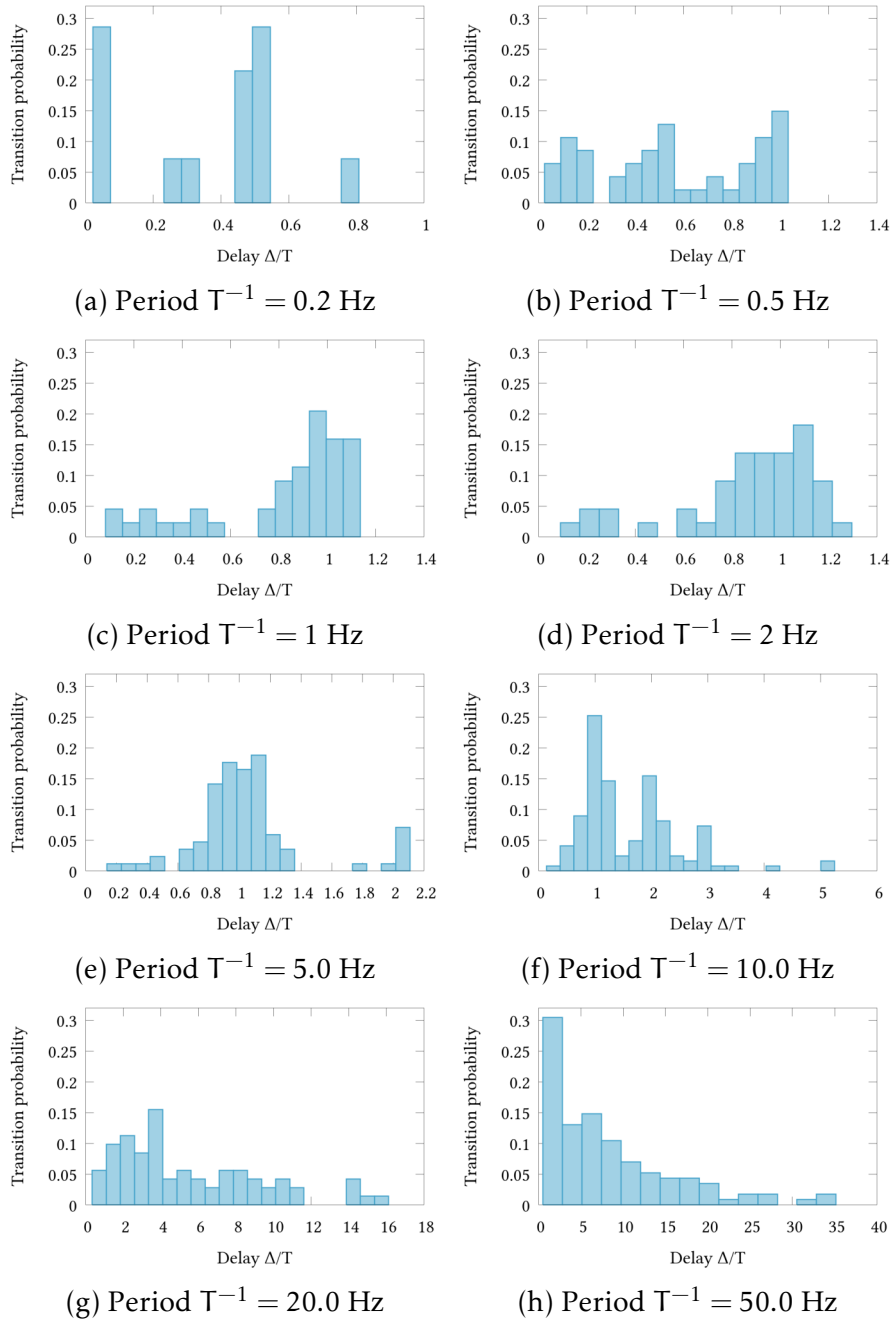 Transition probability
0.3
0.25
0.2
0.15
0.1
0.05
0
0 0.2 0.4 0.6 0.8 1
Delay Δ/T
(a) Period T⁻¹ = 0.2 Hz
Transition probability
0.3
0.25
0.2
0.15
0.1
0.05
0
0 0.2 0.4 0.6 0.8 1 1.2 1.4
Delay Δ/T
(b) Period T⁻¹ = 0.5 Hz
Transition probability
0.3
0.25
0.2
0.15
0.1
0.05
0
0 0.2 0.4 0.6 0.8 1 1.2 1.4
Delay Δ/T
(c) Period T⁻¹ = 1 Hz
Transition probability
0.3
0.25
0.2
0.15
0.1
0.05
0
0 0.2 0.4 0.6 0.8 1 1.2 1.4
Delay Δ/T
(d) Period T⁻¹ = 2 Hz
Transition probability
0.3
0.25
0.2
0.15
0.1
0.05
0
0 0.2 0.4 0.6 0.8 1 1.2 1.4 1.6 1.8 2 2.2
Delay Δ/T
(e) Period T⁻¹ = 5.0 Hz
Transition probability
0.3
0.25
0.2
0.15
0.1
0.05
0
0 1 2 3 4 5 6
Delay Δ/T
(f) Period T⁻¹ = 10.0 Hz
Transition probability
0.3
0.25
0.2
0.15
0.1
0.05
0
0 2 4 6 8 10 12 14 16 18
Delay Δ/T
(g) Period T⁻¹ = 20.0 Hz
Transition probability
0.3
0.25
0.2
0.15
0.1
0.05
0
0 5 10 15 20 25 30 35 40
Delay Δ/T
(h) Period T⁻¹ = 50.0 Hz